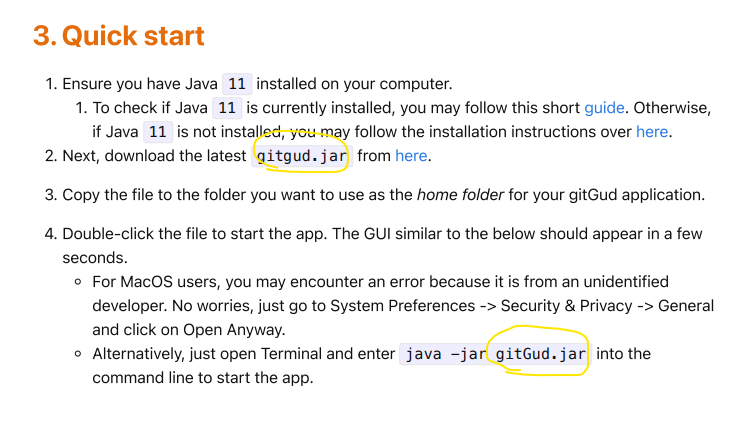 3. Quick start
1. Ensure you have Java 11 installed on your computer.
1. To check if Java 11 is currently installed, you may follow this short guide. Otherwise,
if Java 11 is not installed, you may follow the installation instructions over here.
2. Next, download the latest gitgud.jar from here.
3. Copy the file to the folder you want to use as the home folder for your gitGud application.
4. Double-click the file to start the app. The GUI similar to the below should appear in a few
seconds.
For MacOS users, you may encounter an error because it is from an unidentified
developer. No worries, just go to System Preferences -> Security & Privacy -> General
and click on Open Anyway.
Alternatively, just open Terminal and enter java -jar gitGud.jar into the
command line to start the app.